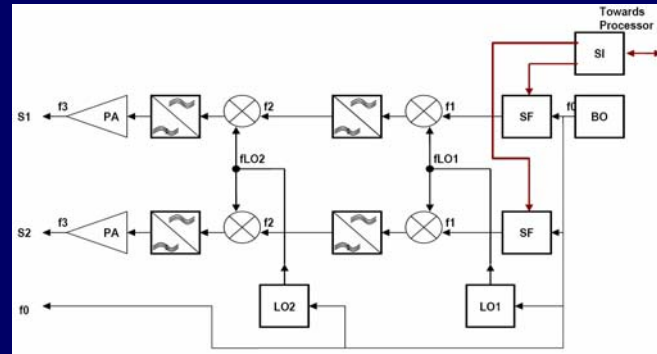 Towards
Processor
SI
f3 PA f2 f1 SF f0 BO
S1
fLO2 fLO1
f3 PA f2 f1 SF
S2
LO2 LO1
f0